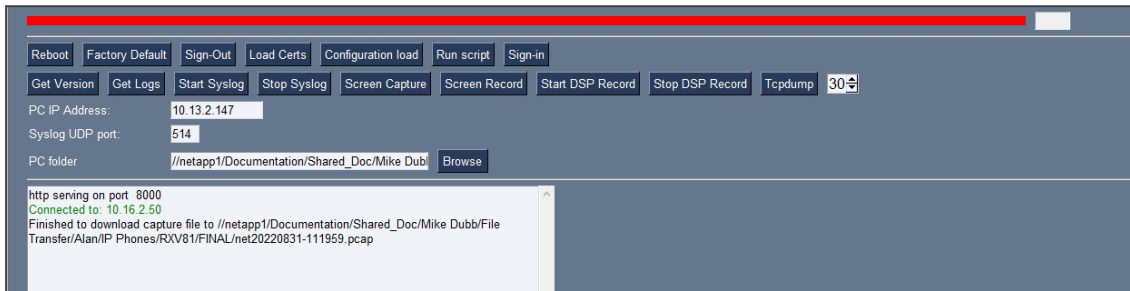 Reboot Factory Default Sign-Out Load Certs Configuration load Run script Sign-in
Get Version Get Logs Start Syslog Stop Syslog Screen Capture Screen Record Start DSP Record Stop DSP Record Tcpdump 30
PC IP Address: 10.13.2.147
Syslog UDP port: 514
PC folder //netapp1/Documentation/Shared_Doc/Mike Dubl Browse
http serving on port 8000
Connected to: 10.16.2.50
Finished to download capture file to //netapp1/Documentation/Shared_Doc/Mike Dubb/File
Transfer/Alan/IP Phones/RXV81/FINAL/net20220831-111959.pcap